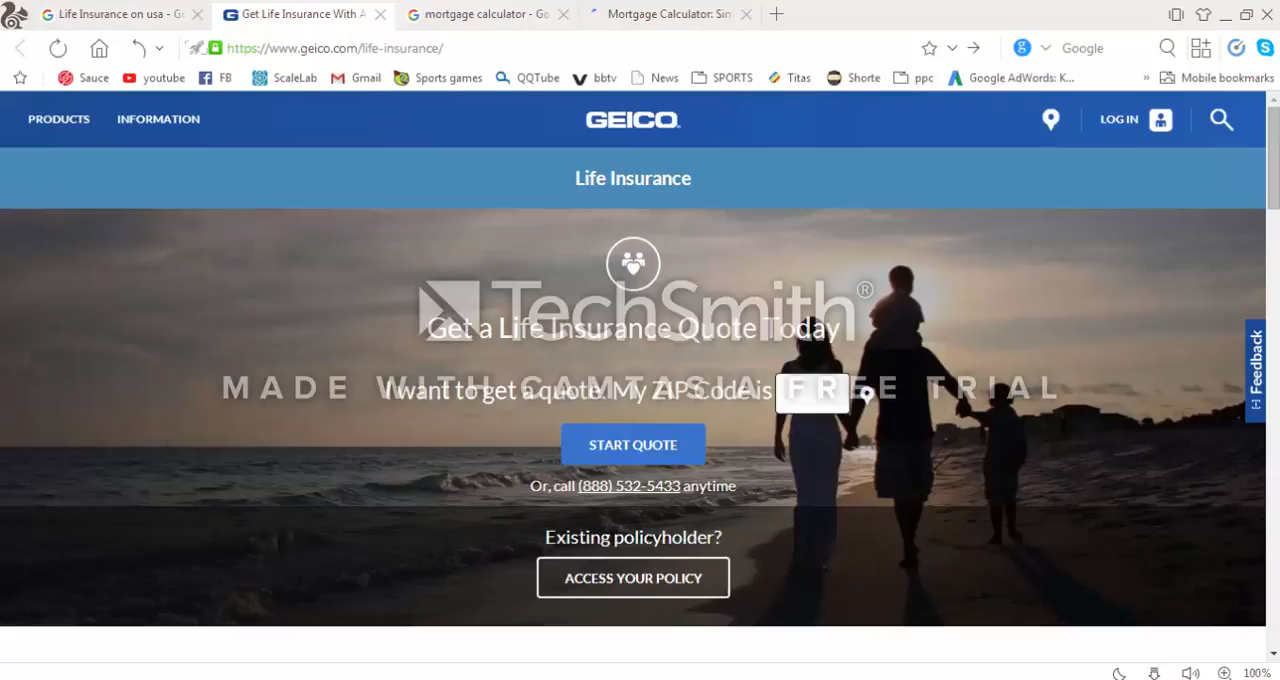 Life Insurance on usa - Go
Get Life Insurance With A
mortgage calculator - Go
Mortgage Calculator: Sim
https://www.geico.com/life-insurance/
Google
Sauce
youtube
FB
ScaleLab
Gmail
Sports games
QQTube
bbtv
News
SPORTS
Titas
Shorte
ppc
Google AdWords: K...
»
Mobile bookmarks
PRODUCTS
INFORMATION
GEICO
LOG IN
Life Insurance
TechSmith®
Get a Life Insurance Quote Today
I want to get a quote. My ZIP Code is
MADE WITH CAMTASIA FREE TRIAL
START QUOTE
Or, call (888) 532-5433 anytime
Existing policyholder?
ACCESS YOUR POLICY
[-] Feedback
100%